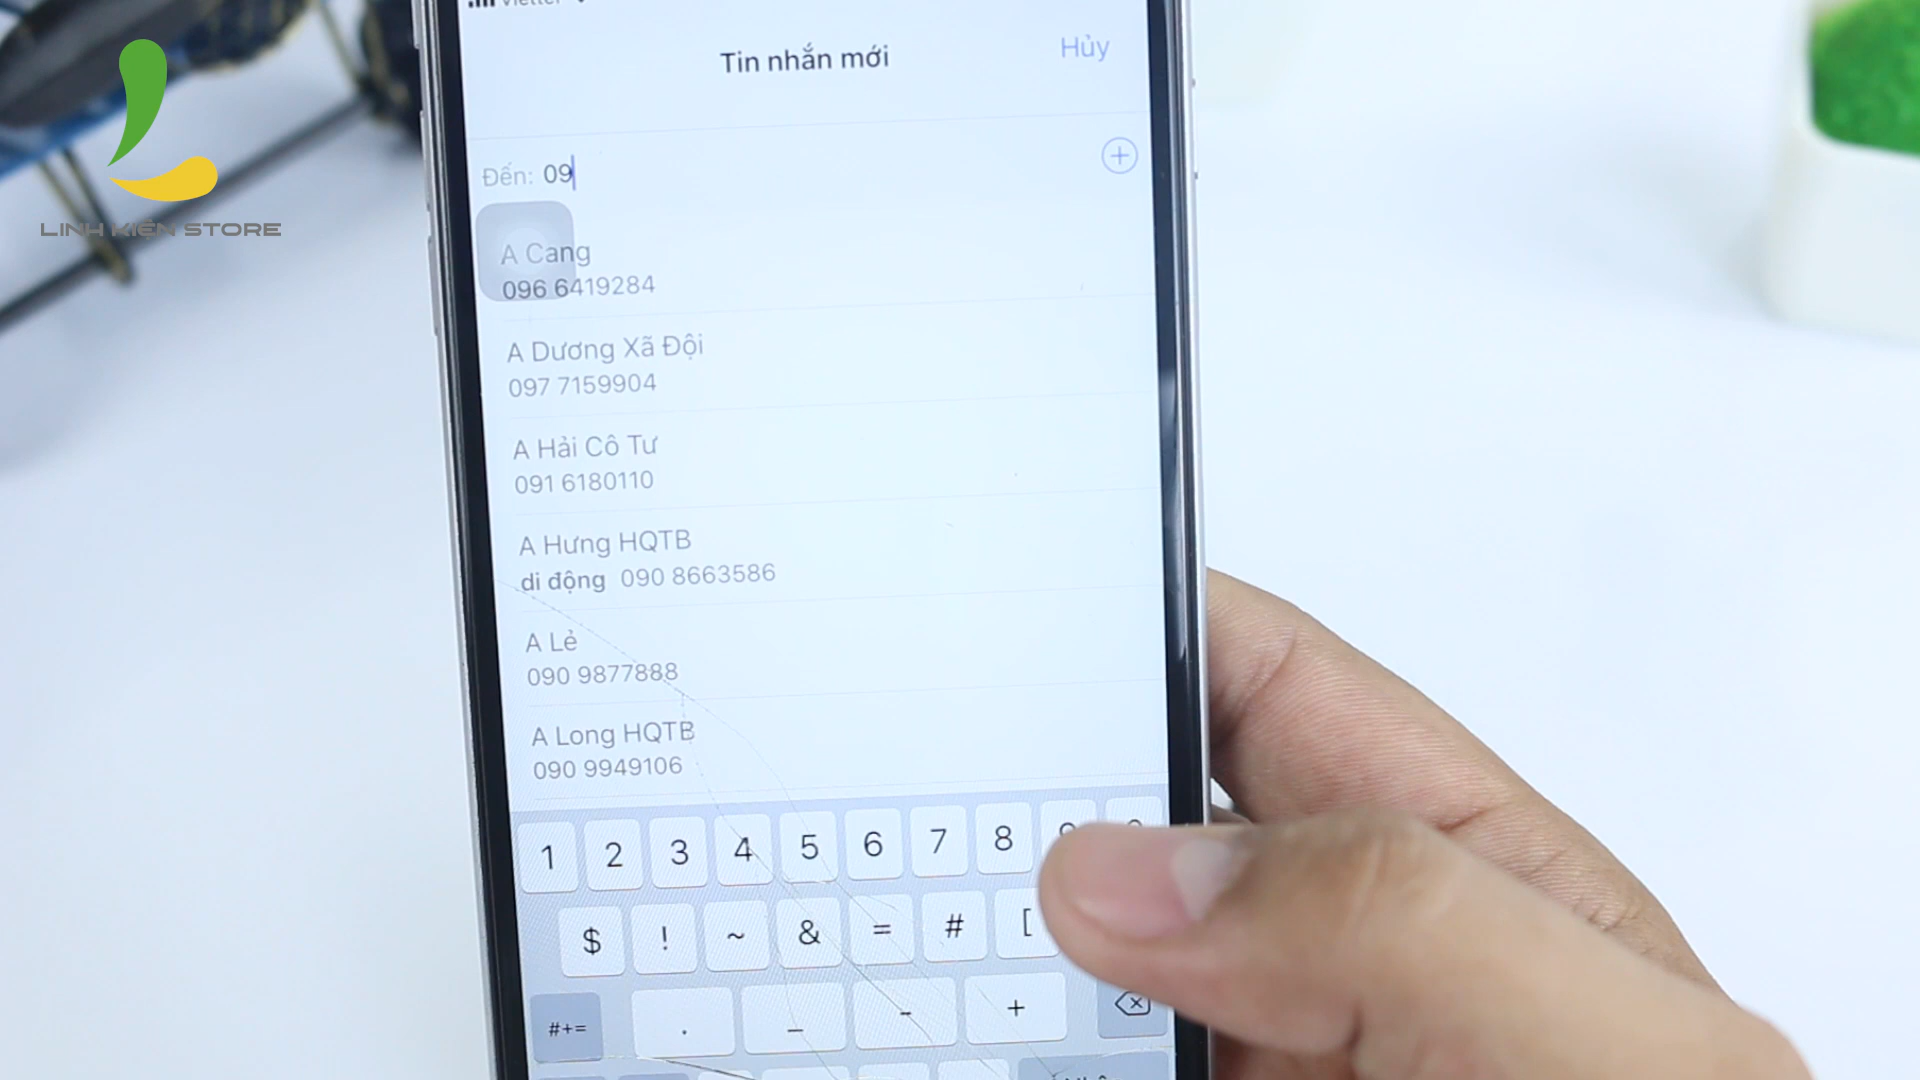 Viettel
Tin nhắn mới
Hủy
Đến: 09
LINH KIỆN STORE
A Cang
096 6419284
A Dương Xã Đội
097 7159904
A Hải Cô Tư
091 6180110
A Hưng HQTB
di động 090 8663586
A Lẻ
090 9877888
A Long HQTB
090 9949106
1 2 3 4 5 6 7 8
$ ! ~ & = # [
#+= . _ - +